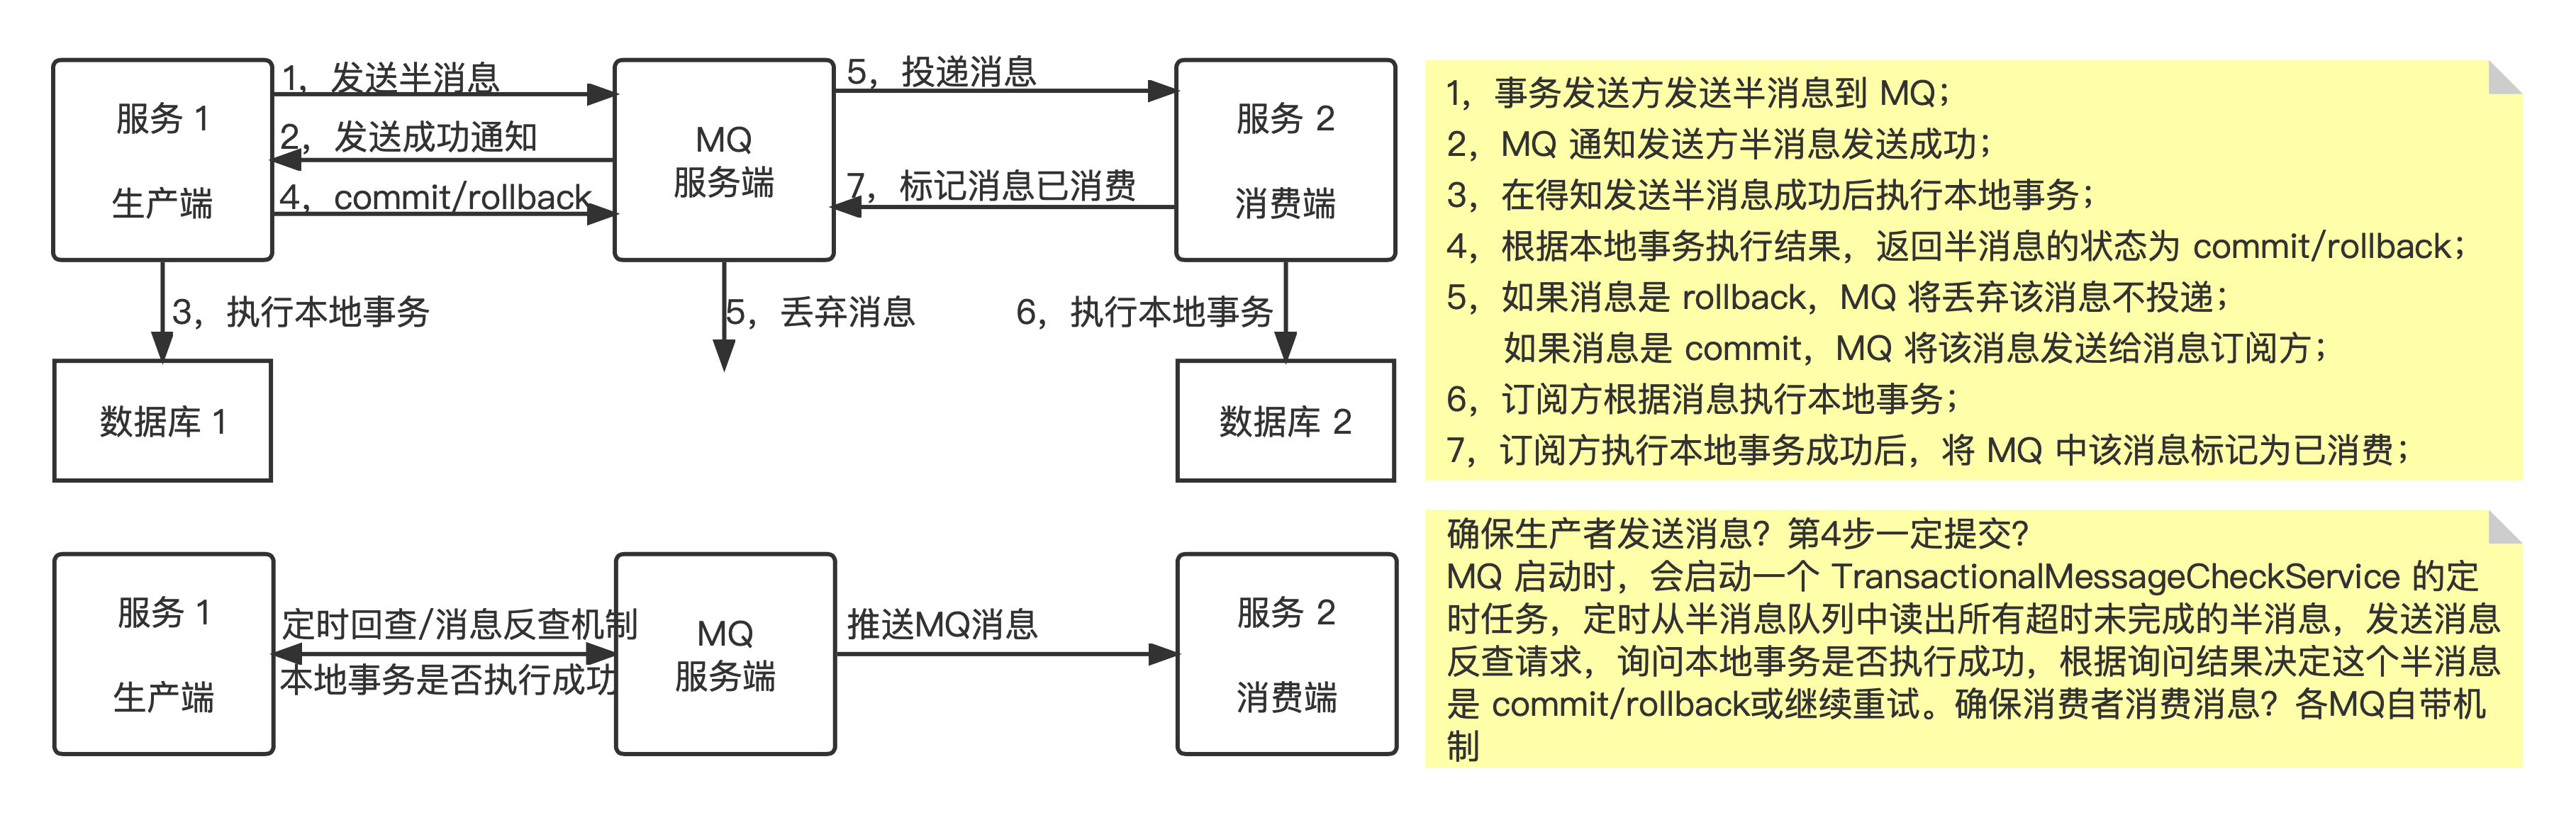 1，发送半消息
2，发送成功通知
4，commit/rollback
服务 1
生产端
3，执行本地事务
数据库 1
MQ
服务端
5，丢弃消息
5，投递消息
7，标记消息已消费
服务 2
消费端
6，执行本地事务
数据库 2
1，事务发送方发送半消息到 MQ；
2，MQ 通知发送方半消息发送成功；
3，在得知发送半消息成功后执行本地事务；
4，根据本地事务执行结果，返回半消息的状态为 commit/rollback；
5，如果消息是 rollback，MQ 将丢弃该消息不投递；
如果消息是 commit，MQ 将该消息发送给消息订阅方；
6，订阅方根据消息执行本地事务；
7，订阅方执行本地事务成功后，将 MQ 中该消息标记为已消费；
服务 1
生产端
定时回查/消息反查机制
本地事务是否执行成功
MQ
服务端
推送MQ消息
服务 2
消费端
确保生产者发送消息？第4步一定提交？
MQ 启动时，会启动一个 TransactionalMessageCheckService 的定
时任务，定时从半消息队列中读出所有超时未完成的半消息，发送消息
反查请求，询问本地事务是否执行成功，根据询问结果决定这个半消息
是 commit/rollback或继续重试。确保消费者消费消息？各MQ自带机
制